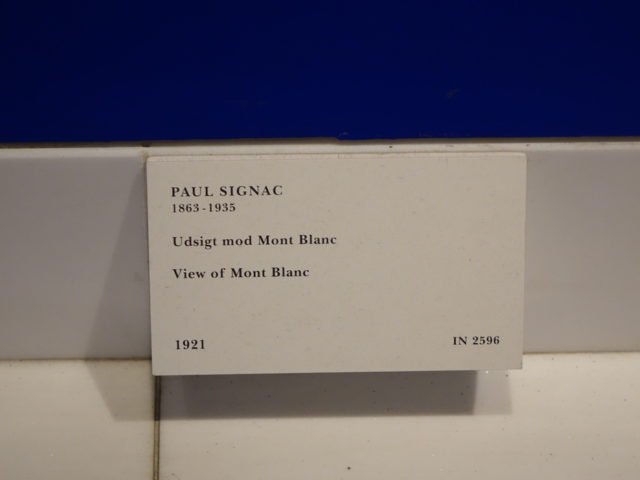 PAUL SIGNAC
1863-1935
Udsigt mod Mont Blanc
View of Mont Blanc
1921 IN 2596